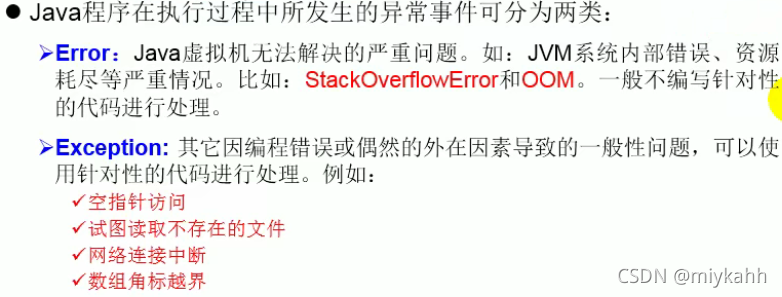 ● Java程序在执行过程中所发生的异常事件可分为两类：
➢Error：Java虚拟机无法解决的严重问题。如：JVM系统内部错误、资源
耗尽等严重情况。比如：StackOverflowError和OOM。一般不编写针对性
的代码进行处理。
➢Exception: 其它因编程错误或偶然的外在因素导致的一般性问题，可以使
用针对性的代码进行处理。例如：
✓空指针访问
✓试图读取不存在的文件
✓网络连接中断
✓数组角标越界
CSDN @miykahh